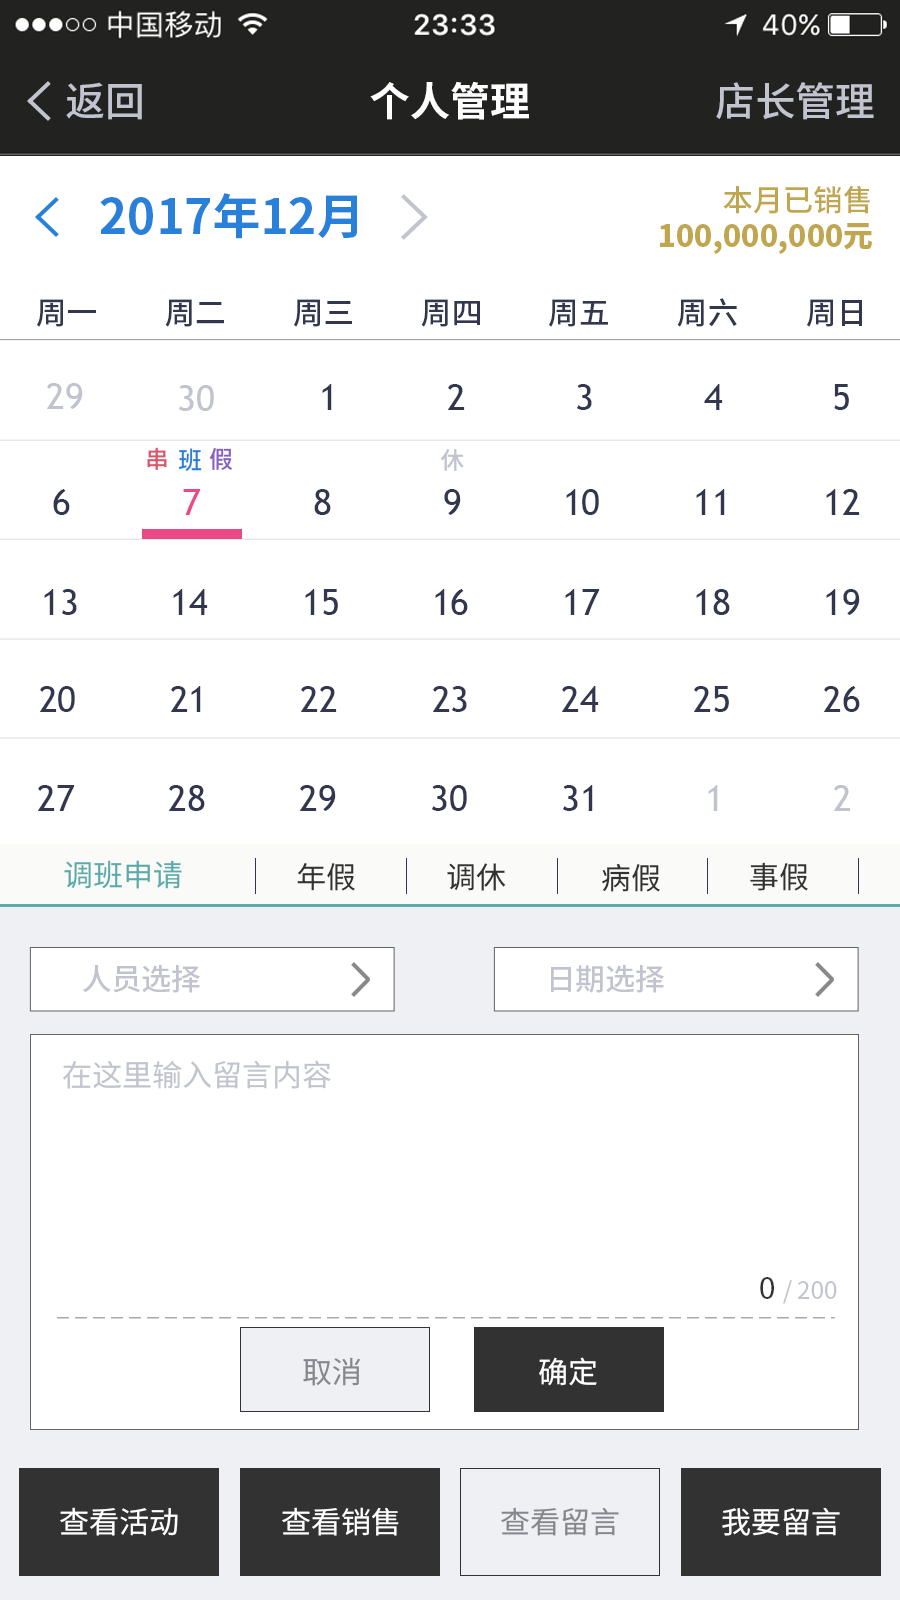 中国移动 23:33 40%
返回 个人管理 店长管理
2017年12月
本月已销售
100,000,000元
周一 周二 周三 周四 周五 周六 周日
29 30 1 2 3 4 5
串 班 假 休
6 7 8 9 10 11 12
13 14 15 16 17 18 19
20 21 22 23 24 25 26
27 28 29 30 31 1 2
调班申请 年假 调休 病假 事假
人员选择 日期选择
在这里输入留言内容
0 / 200
取消 确定
查看活动 查看销售 查看留言 我要留言